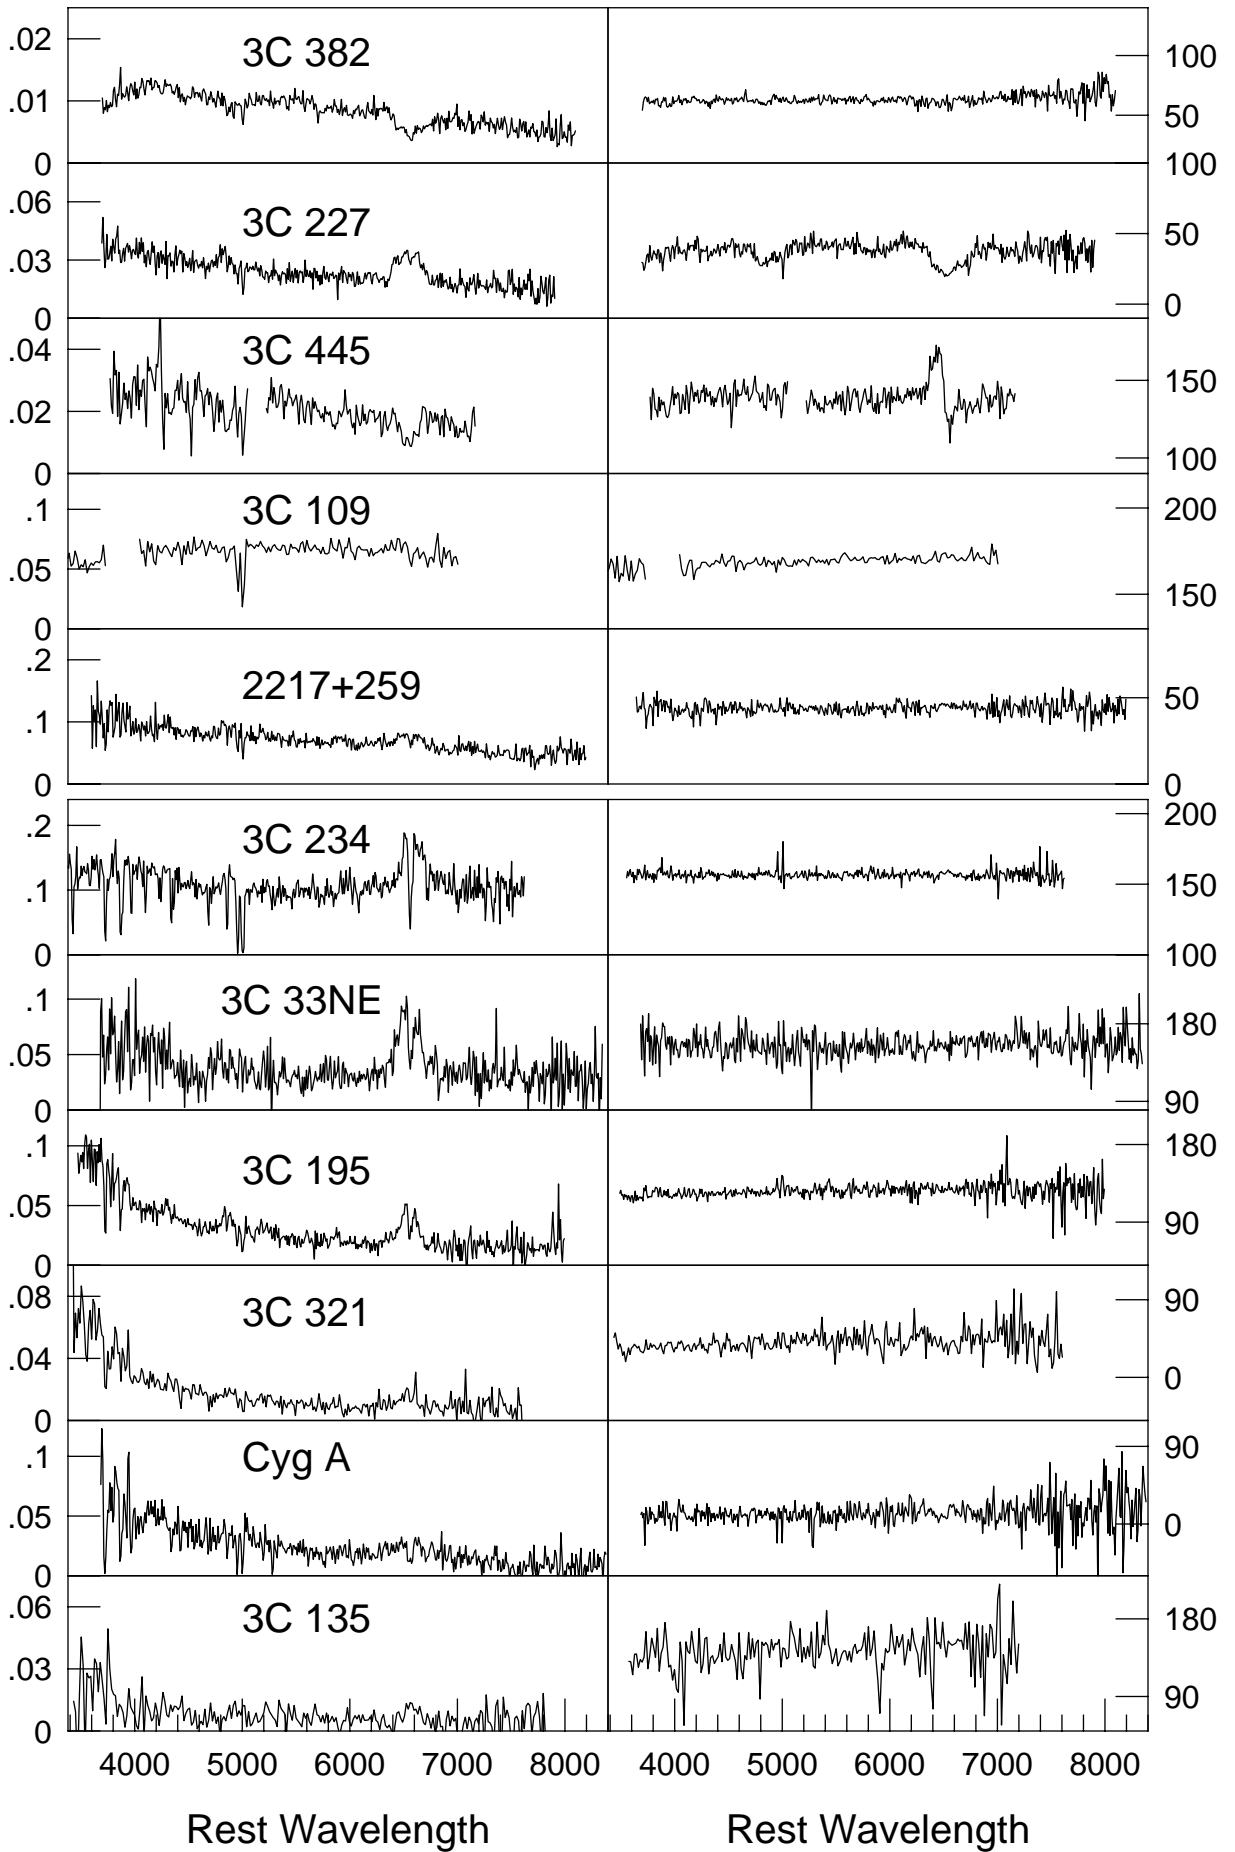 .02 3C 382 100
.01 50
0 100
.06 3C 227
.03 50
0 0
.04 3C 445 150
.02
0 100
.1 3C 109 200
.05 150
0
.2 2217+259 50
.1
0 0
.2 3C 234 200
.1 150
0 100
.1 3C 33NE 180
.05
0 90
.1 3C 195 180
.05 90
0
.08 3C 321 90
.04 0
0
.1 Cyg A 90
.05 0
0
.06 3C 135 180
.03 90
0
4000 5000 6000 7000 8000 4000 5000 6000 7000 8000
Rest Wavelength Rest Wavelength